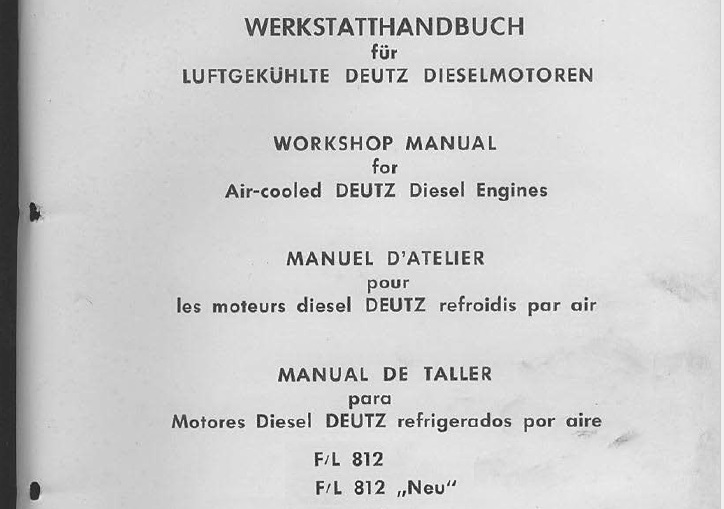 WERKSTATTHANDBUCH
für
LUFTGEKÜHLTE DEUTZ DIESELMOTOREN
WORKSHOP MANUAL
for
Air-cooled DEUTZ Diesel Engines
MANUEL D'ATELIER
pour
les moteurs diesel DEUTZ refroidis par air
MANUAL DE TALLER
para
Motores Diesel DEUTZ refrigerados por aire
F/L 812
F/L 812 „Neu“